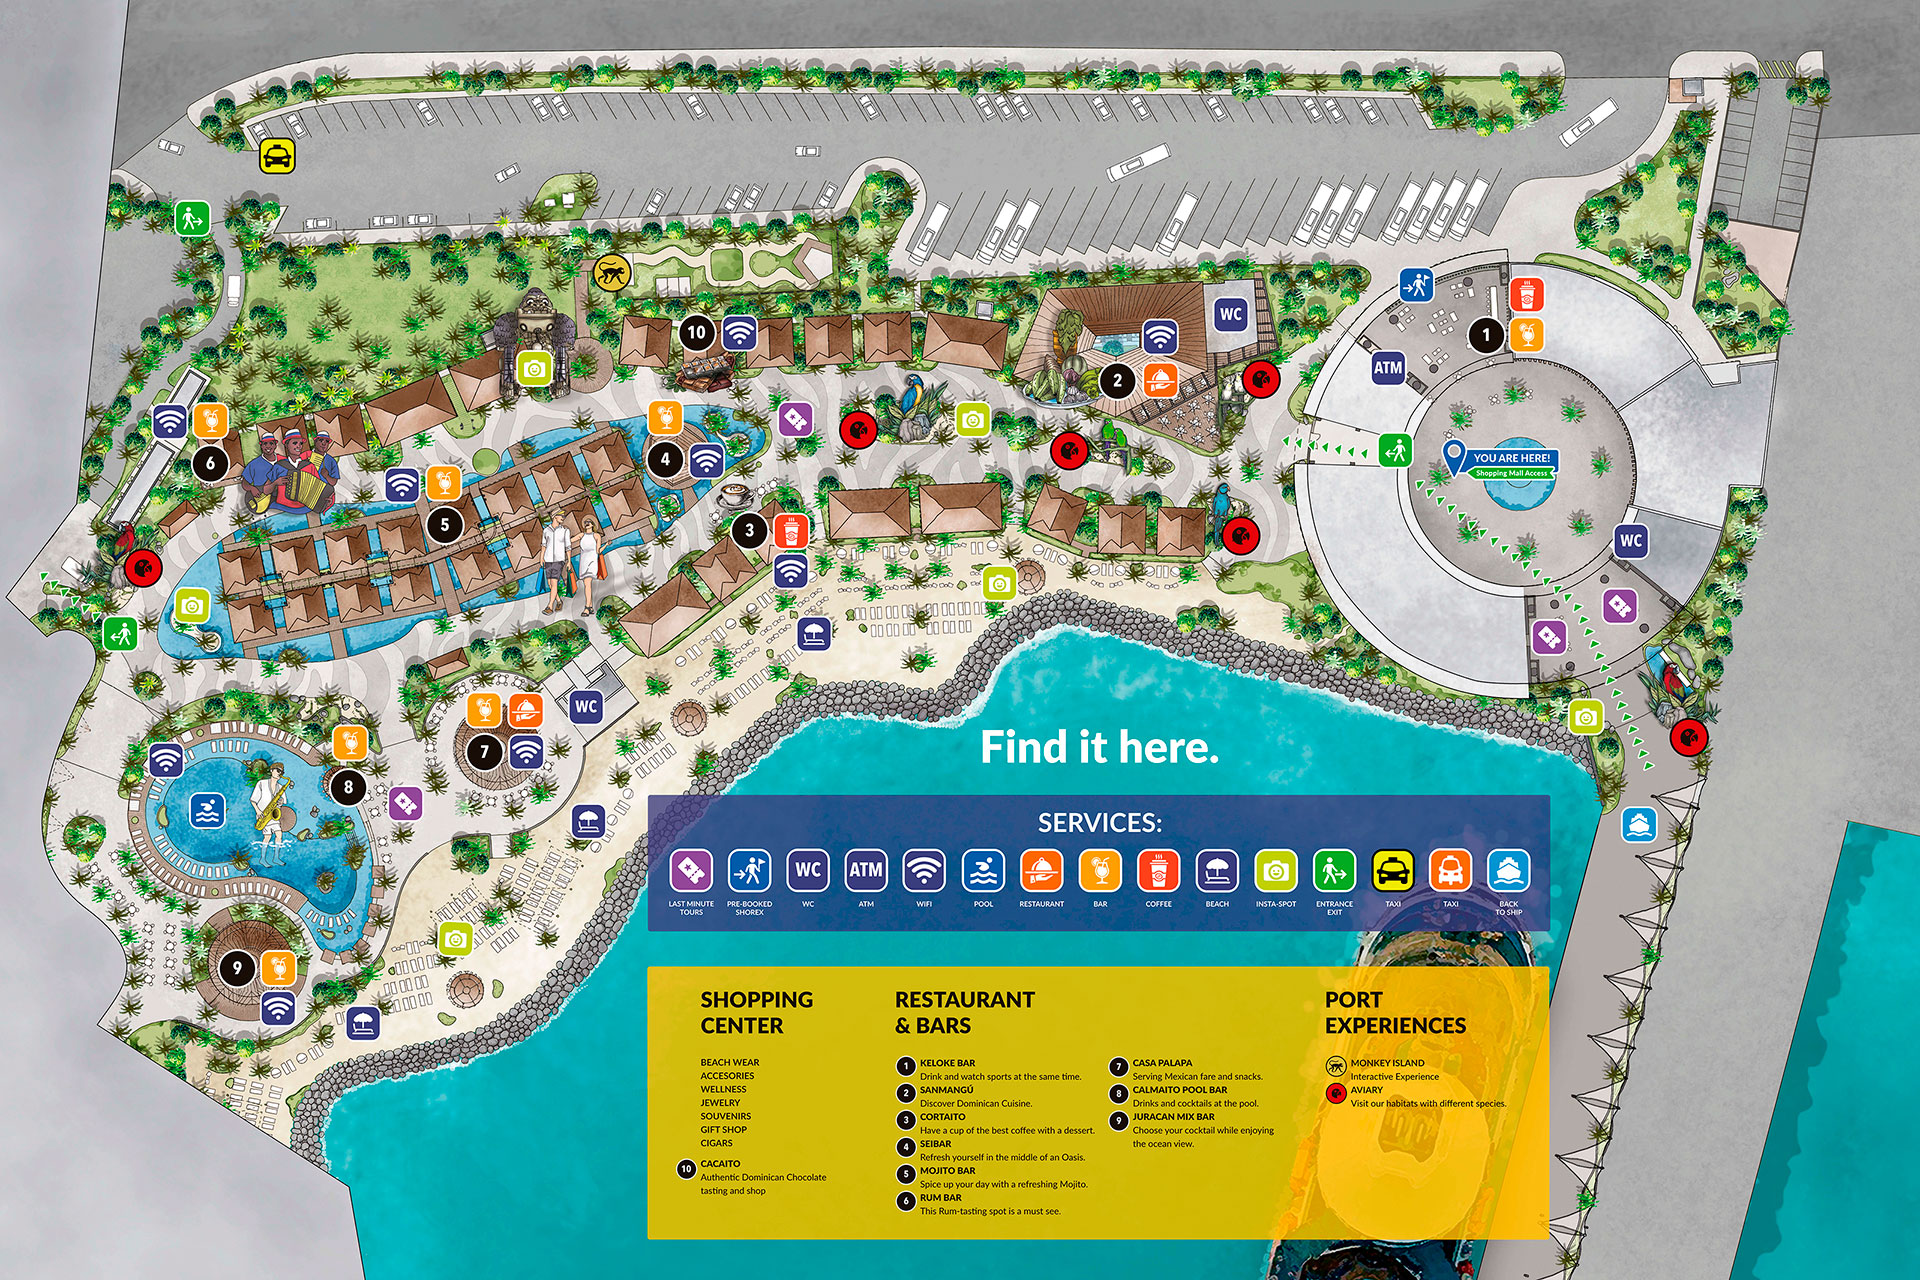 WC
10
1
2
ATM
6
4
YOU ARE HERE!
Shopping Mall Access
5
3
WC
WC
7
8
9
Find it here.
SERVICES:
WC
ATM
LAST MINUTE
TOURS
PRE-BOOKED
SHOREX
WC
ATM
WIFI
POOL
RESTAURANT
BAR
COFFEE
BEACH
INSTA-SPOT
ENTRANCE
EXIT
TAXI
TAXI
BACK
TO SHIP
SHOPPING
CENTER
BEACH WEAR
ACCESORIES
WELLNESS
JEWELRY
SOUVENIRS
GIFT SHOP
CIGARS
10 CACAITO
Authentic Dominican Chocolate
tasting and shop
RESTAURANT
& BARS
1 KELOKE BAR
Drink and watch sports at the same time.
2 SANMANGÚ
Discover Dominican Cuisine.
3 CORTAITO
Have a cup of the best coffee with a dessert.
4 SEIBAR
Refresh yourself in the middle of an Oasis.
5 MOJITO BAR
Spice up your day with a refreshing Mojito.
6 RUM BAR
This Rum-tasting spot is a must see.
7 CASA PALAPA
Serving Mexican fare and snacks.
8 CALMAITO POOL BAR
Drinks and cocktails at the pool.
9 JURACAN MIX BAR
Choose your cocktail while enjoying
the ocean view.
PORT
EXPERIENCES
MONKEY ISLAND
Interactive Experience
AVIARY
Visit our habitats with different species.